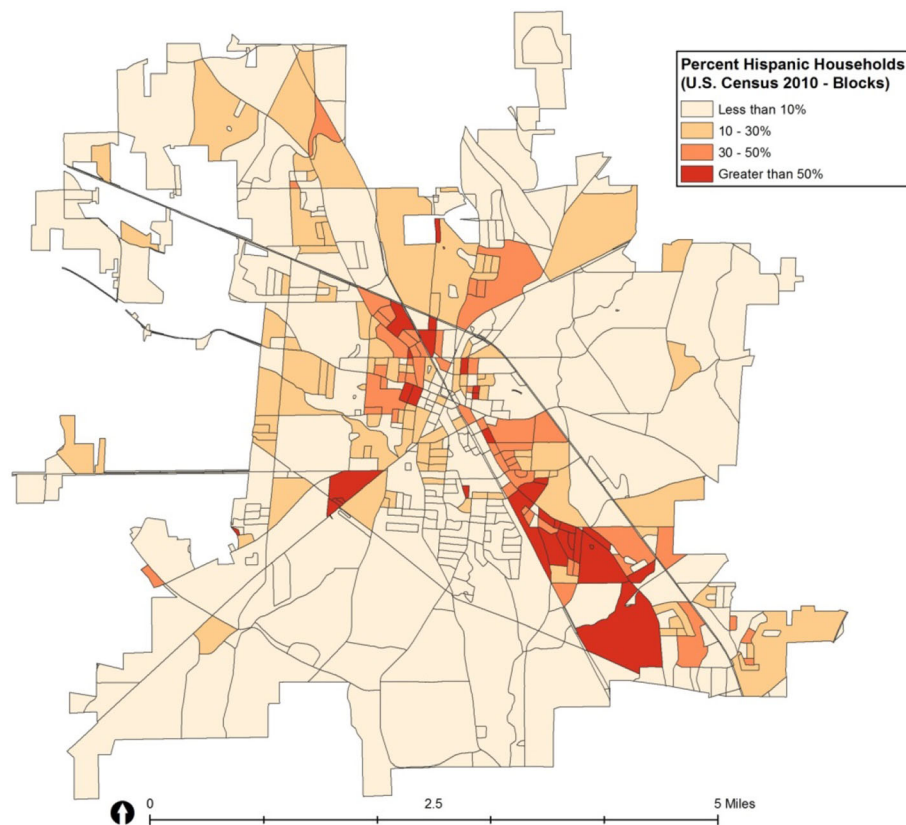 Percent Hispanic Households
(U.S. Census 2010 - Blocks)
Less than 10%
10 - 30%
30 - 50%
Greater than 50%
0
2.5
5 Miles